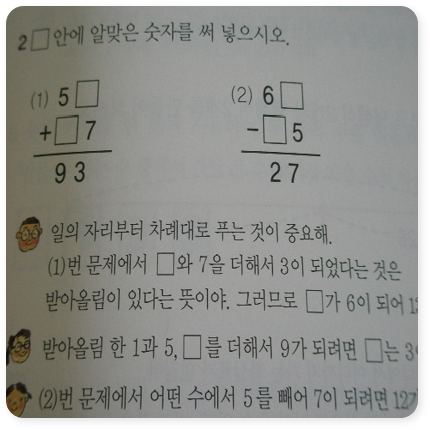 2 □ 안에 알맞은 숫자를 써 넣으시오.
(1) 5□
+□7
93
(2) 6□
-□5
27
일의 자리부터 차례대로 푸는 것이 중요해.
(1)번 문제에서 □와 7을 더해서 3이 되었다는 것은
받아올림이 있다는 뜻이야. 그러므로 □가 6이 되어
받아올림 한 1과 5, □를 더해서 9가 되려면 □는 3
(2)번 문제에서 어떤 수에서 5를 빼어 7이 되려면 12